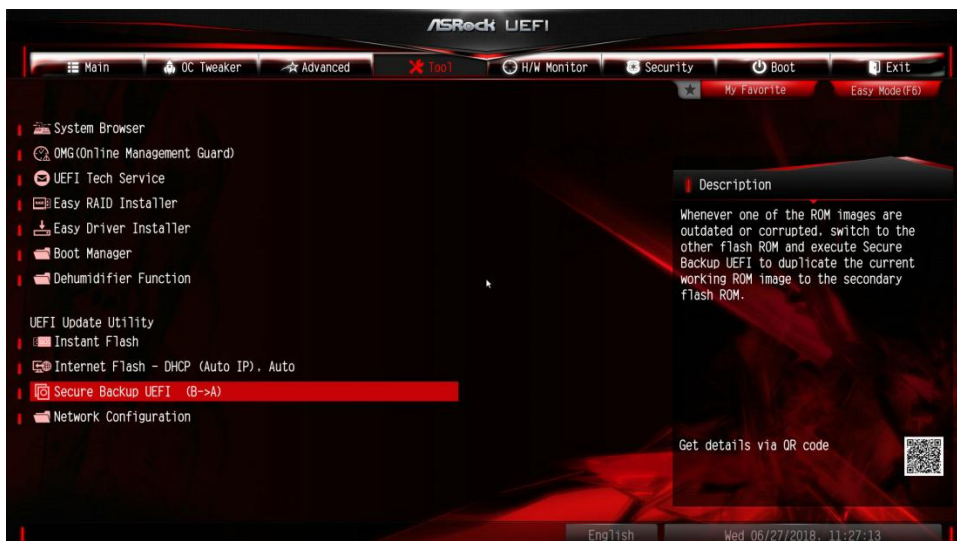 ASRock UEFI
Main OC Tweaker Advanced Tool H/W Monitor Security Boot Exit
My Favorite Easy Mode(F6)
System Browser
OMG(Online Management Guard)
UEFI Tech Service
Easy RAID Installer
Easy Driver Installer
Boot Manager
Dehumidifier Function
UEFI Update Utility
Instant Flash
Internet Flash - DHCP (Auto IP). Auto
Secure Backup UEFI (B->A)
Network Configuration
Description
Whenever one of the ROM images are
outdated or corrupted. switch to the
other flash ROM and execute Secure
Backup UEFI to duplicate the current
working ROM image to the secondary
flash ROM.
Get details via QR code
English Wed 06/27/2018. 11:27:13